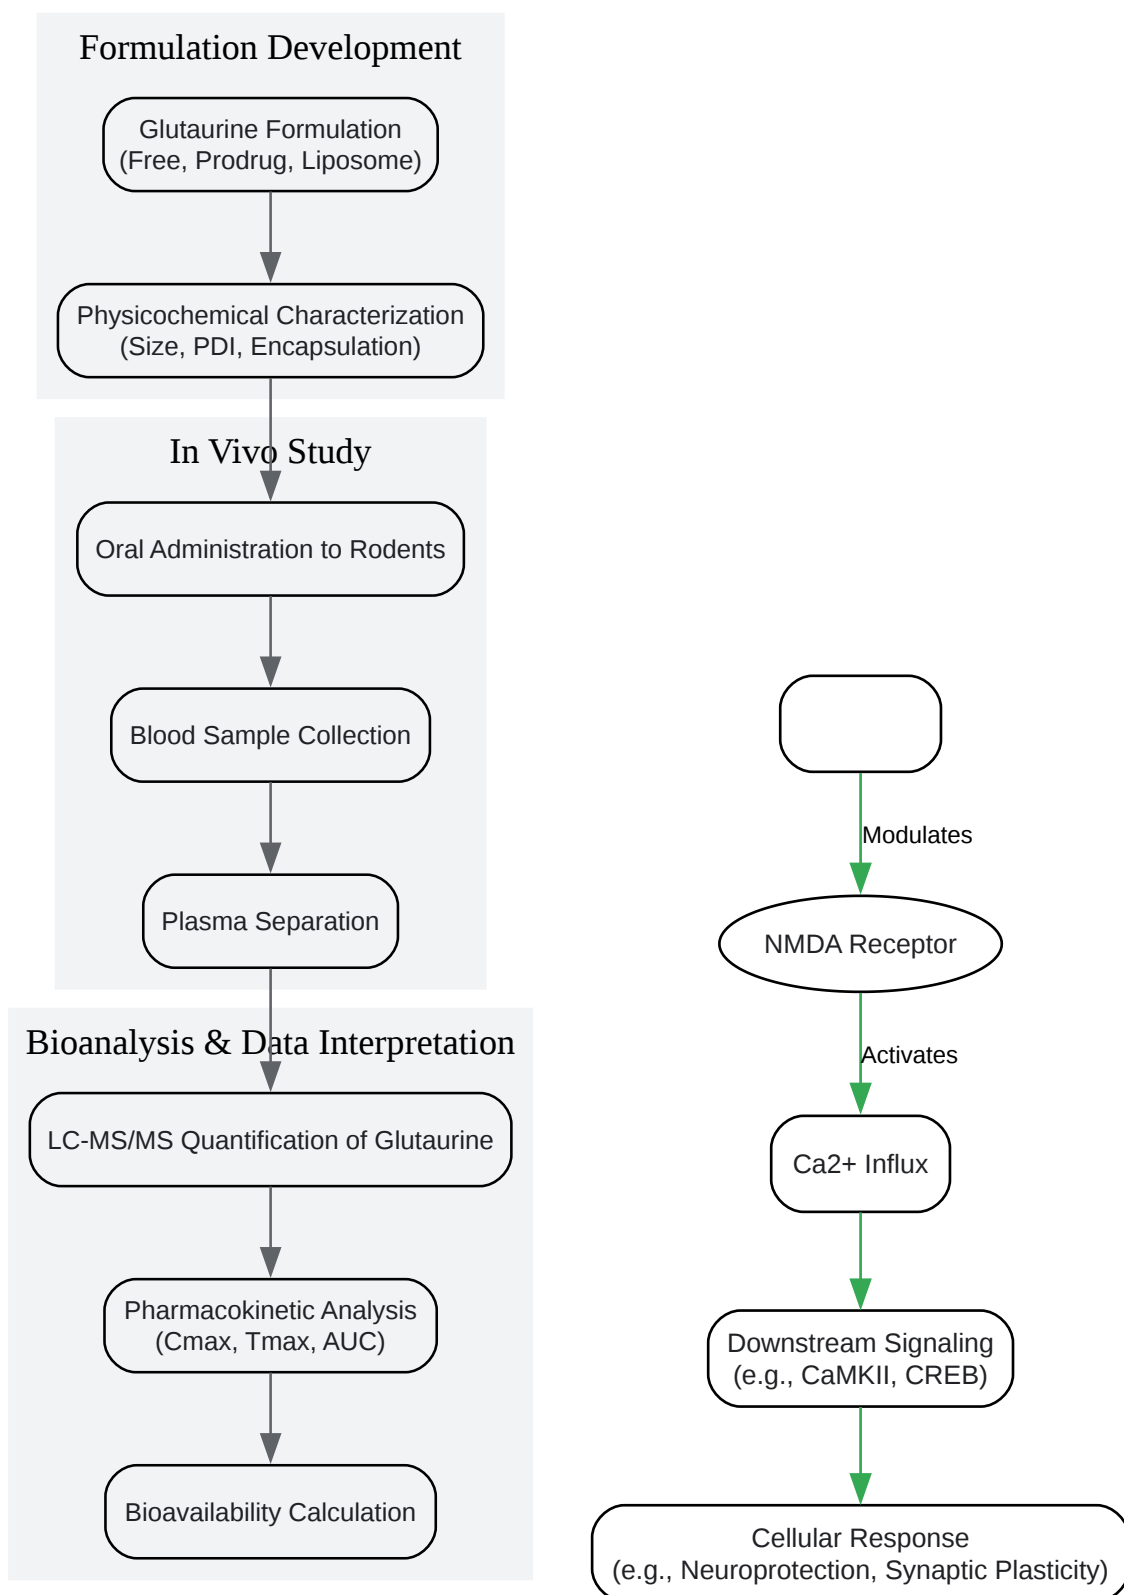 Formulation Development
Glutaurine Formulation
(Free, Prodrug, Liposome)
Physicochemical Characterization
(Size, PDI, Encapsulation)
In Vivo Study
Oral Administration to Rodents
Blood Sample Collection
Plasma Separation
Bioanalysis & Data Interpretation
LC-MS/MS Quantification of Glutaurine
Pharmacokinetic Analysis
(Cmax, Tmax, AUC)
Bioavailability Calculation
Modulates
NMDA Receptor
Activates
Ca2+ Influx
Downstream Signaling
(e.g., CaMKII, CREB)
Cellular Response
(e.g., Neuroprotection, Synaptic Plasticity)